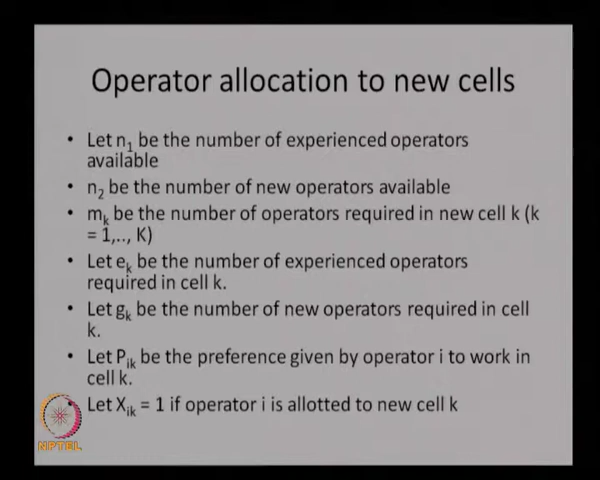 Operator allocation to new cells
• Let n₁ be the number of experienced operators
available
• n₂ be the number of new operators available
• mₖ be the number of operators required in new cell k (k
= 1,.., K)
• Let eₖ be the number of experienced operators
required in cell k.
• Let gₖ be the number of new operators required in cell
k.
• Let Pᵢₖ be the preference given by operator i to work in
cell k.
Let Xᵢₖ = 1 if operator i is allotted to new cell k
NPTEL